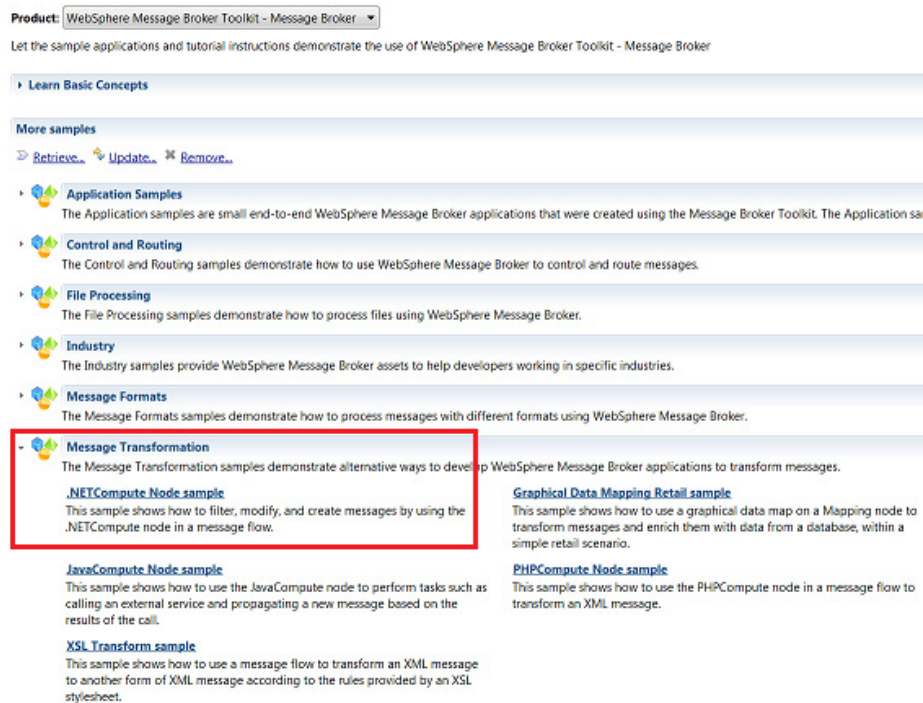 Product: WebSphere Message Broker Toolkit - Message Broker
Let the sample applications and tutorial instructions demonstrate the use of WebSphere Message Broker Toolkit - Message Broker
Learn Basic Concepts
More samples
Retrieve... Update... Remove...
Application Samples
The Application samples are small end-to-end WebSphere Message Broker applications that were created using the Message Broker Toolkit. The Application
Control and Routing
The Control and Routing samples demonstrate how to use WebSphere Message Broker to control and route messages.
File Processing
The File Processing samples demonstrate how to process files using WebSphere Message Broker.
Industry
The Industry samples provide WebSphere Message Broker assets to help developers working in specific industries.
Message Formats
The Message Formats samples demonstrate how to process messages with different formats using WebSphere Message Broker.
Message Transformation
The Message Transformation samples demonstrate alternative ways to develop WebSphere Message Broker applications to transform messages.
.NETCompute Node sample
This sample shows how to filter, modify, and create messages by using the
.NETCompute node in a message flow.
Graphical Data Mapping Retail sample
This sample shows how to use a graphical data map on a Mapping node to
transform messages and enrich them with data from a database, within a
simple retail scenario.
JavaCompute Node sample
This sample shows how to use the JavaCompute node to perform tasks such as
calling an external service and propagating a new message based on the
results of the call.
PHPCompute Node sample
This sample shows how to use the PHPCompute node in a message flow to
transform an XML message.
XSL Transform sample
This sample shows how to use a message flow to transform an XML message
to another form of XML message according to the rules provided by an XSL
stylesheet.